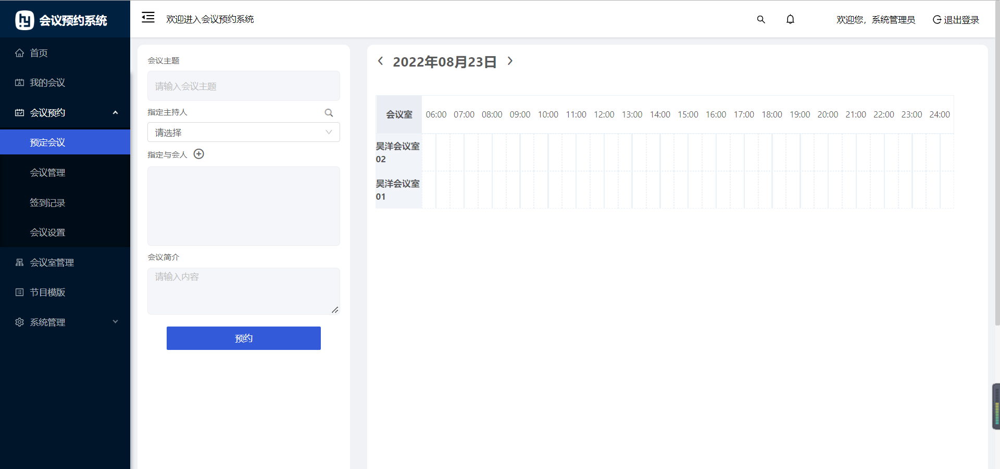 会议预约系统
欢迎进入会议预约系统
欢迎您，系统管理员
退出登录
首页
我的会议
会议预约
预定会议
会议管理
签到记录
会议设置
会议室管理
节目模版
系统管理
会议主题
请输入会议主题
指定主持人
请选择
指定与会人
会议简介
请输入内容
预约
2022年08月23日
会议室 06:00 07:00 08:00 09:00 10:00 11:00 12:00 13:00 14:00 15:00 16:00 17:00 18:00 19:00 20:00 21:00 22:00 23:00 24:00
昊洋会议室
02
昊洋会议室
01